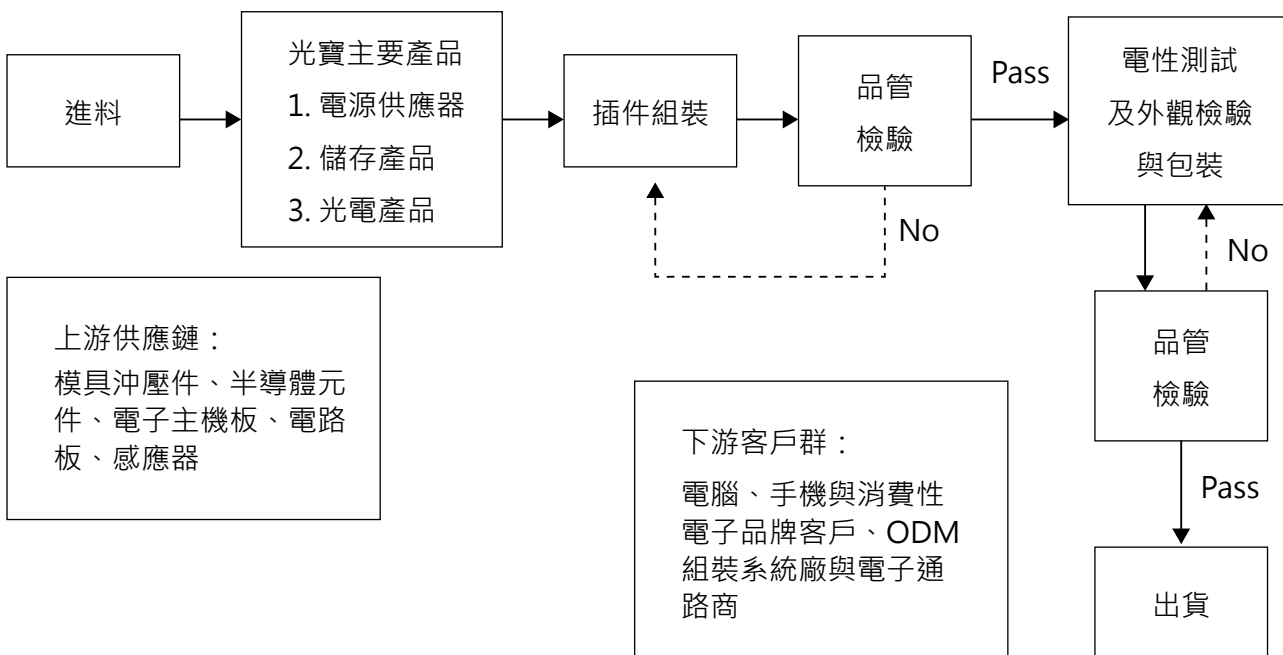 進料
光寶主要產品
1. 電源供應器
2. 儲存產品
3. 光電產品
插件組裝
品管
檢驗
Pass
No
電性測試
及外觀檢驗
與包裝
No
品管
檢驗
Pass
出貨
上游供應鏈：
模具沖壓件、半導體元
件、電子主機板、電路
板、感應器
下游客戶群：
電腦、手機與消費性
電子品牌客戶、ODM
組裝系統廠與電子通
路商